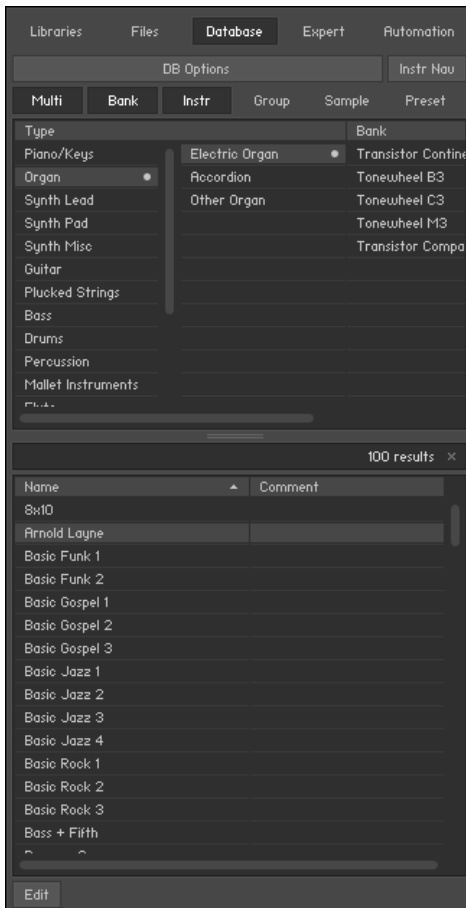 Libraries Files Database Expert Automation
DB Options Instr Nav
Multi Bank Instr Group Sample Preset
Type Bank
Piano/Keys Electric Organ Transistor Contine
Organ Accordion Tonewheel B3
Synth Lead Other Organ Tonewheel C3
Synth Pad Tonewheel M3
Synth Misc Transistor Compa
Guitar
Plucked Strings
Bass
Drums
Percussion
Mallet Instruments
100 results ×
Name Comment
8x10
Arnold Layne
Basic Funk 1
Basic Funk 2
Basic Gospel 1
Basic Gospel 2
Basic Gospel 3
Basic Jazz 1
Basic Jazz 2
Basic Jazz 3
Basic Jazz 4
Basic Rock 1
Basic Rock 2
Basic Rock 3
Bass + Fifth
Edit